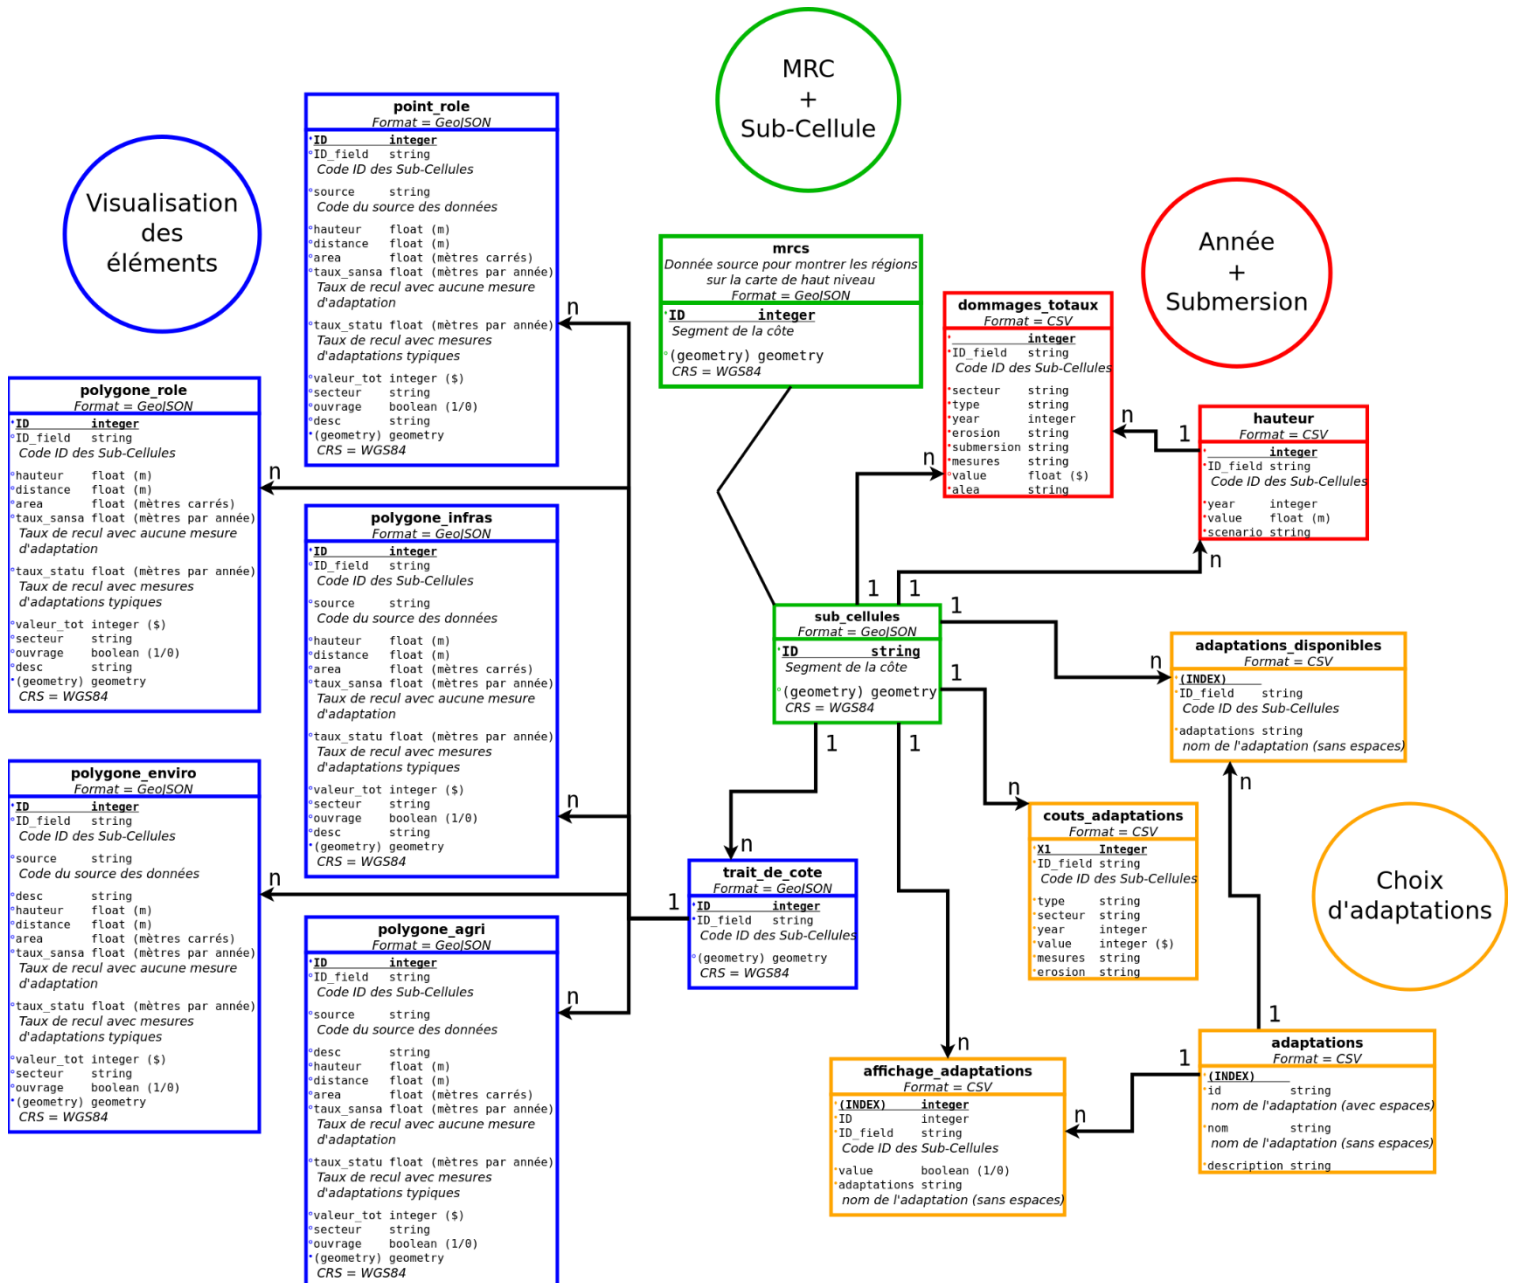 MRC
+
Sub-Cellule
Visualisation
des
éléments
Année
+
Submersion
Choix
d'adaptations
point_role
Format = GeoJSON
ID integer
ID_field string
Code ID des Sub-Cellules
source string
Code du source des données
hauteur float (m)
distance float (m)
area float (mètres carrés)
taux_sansa float (mètres par année)
Taux de recul avec aucune mesure
d'adaptation
taux_statu float (mètres par année)
Taux de recul avec mesures
d'adaptations typiques
valeur_tot integer ($)
secteur string
ouvrage boolean (1/0)
desc string
(geometry) geometry
CRS = WGS84
n
polygone_role
Format = GeoJSON
ID integer
ID_field string
Code ID des Sub-Cellules
hauteur float (m)
distance float (m)
area float (mètres carrés)
taux_sansa float (mètres par année)
Taux de recul avec aucune mesure
d'adaptation
taux_statu float (mètres par année)
Taux de recul avec mesures
d'adaptations typiques
valeur_tot integer ($)
secteur string
ouvrage boolean (1/0)
desc string
(geometry) geometry
CRS = WGS84
n
polygone_infras
Format = GeoJSON
ID integer
ID_field string
Code ID des Sub-Cellules
source string
Code du source des données
hauteur float (m)
distance float (m)
area float (mètres carrés)
taux_sansa float (mètres par année)
Taux de recul avec aucune mesure
d'adaptation
taux_statu float (mètres par année)
Taux de recul avec mesures
d'adaptations typiques
valeur_tot integer ($)
secteur string
ouvrage boolean (1/0)
desc string
(geometry) geometry
CRS = WGS84
n
polygone_enviro
Format = GeoJSON
ID integer
ID_field string
Code ID des Sub-Cellules
source string
Code du source des données
desc string
hauteur float (m)
distance float (m)
area float (mètres carrés)
taux_sansa float (mètres par année)
Taux de recul avec aucune mesure
d'adaptation
taux_statu float (mètres par année)
Taux de recul avec mesures
d'adaptations typiques
valeur_tot integer ($)
secteur string
ouvrage boolean (1/0)
(geometry) geometry
CRS = WGS84
n
polygone_agri
Format = GeoJSON
ID integer
ID_field string
Code ID des Sub-Cellules
source string
Code du source des données
desc string
hauteur float (m)
distance float (m)
area float (mètres carrés)
taux_sansa float (mètres par année)
Taux de recul avec aucune mesure
d'adaptation
taux_statu float (mètres par année)
Taux de recul avec mesures
d'adaptations typiques
valeur_tot integer ($)
secteur string
ouvrage boolean (1/0)
(geometry) geometry
CRS = WGS84
n
mrcs
Donnée source pour montrer les régions
sur la carte de haut niveau
Format = GeoJSON
ID integer
Segment de la côte
(geometry) geometry
CRS = WGS84
dommages_totaux
Format = CSV
integer
ID_field string
Code ID des Sub-Cellules
secteur string
type string
year integer
erosion string
submersion string
mesures string
value float ($)
alea string
n
n
1
hauteur
Format = CSV
integer
ID_field string
Code ID des Sub-Cellules
year integer
value float (m)
scenario string
n
1
1
1
sub_cellules
Format = GeoJSON
ID string
Segment de la côte
(geometry) geometry
CRS = WGS84
1
1
1
adaptations_disponibles
Format = CSV
(INDEX)
ID_field string
Code ID des Sub-Cellules
adaptations string
nom de l'adaptation (sans espaces)
n
n
couts_adaptations
Format = CSV
X1 Integer
ID_field string
Code ID des Sub-Cellules
type string
secteur string
year integer
value integer ($)
mesures string
erosion string
n
trait_de_cote
Format = GeoJSON
ID integer
ID_field string
Code ID des Sub-Cellules
(geometry) geometry
CRS = WGS84
n
1
affichage_adaptations
Format = CSV
(INDEX) integer
ID integer
ID_field string
Code ID des Sub-Cellules
value boolean (1/0)
adaptations string
nom de l'adaptation (sans espaces)
n
n
adaptations
Format = CSV
(INDEX)
id string
nom de l'adaptation (avec espaces)
nom string
nom de l'adaptation (sans espaces)
description string
1
1